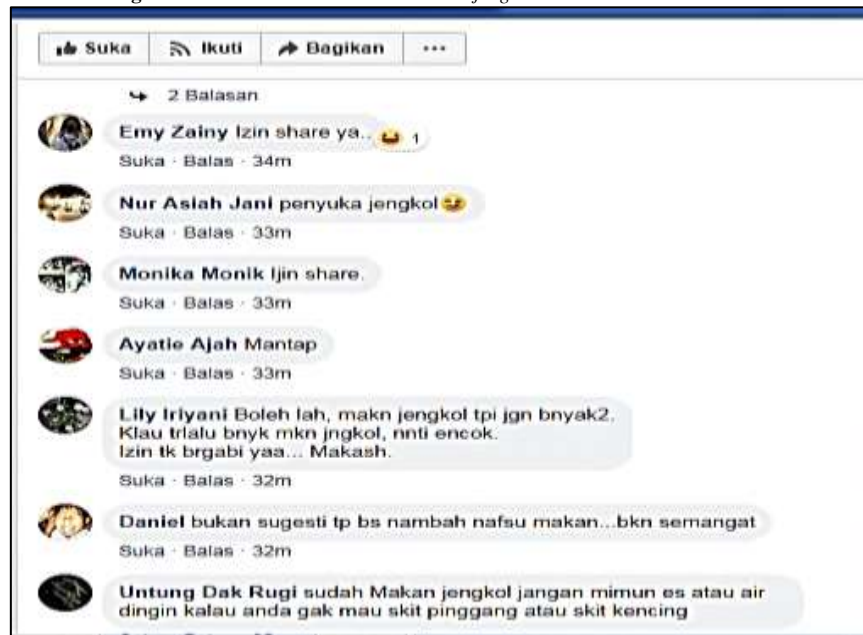 Suka Ikuti Bagikan ...
2 Balasan
Emy Zainy Izin share ya.. 1
Suka · Balas · 34m
Nur Asiah Jani penyuka jengkol
Suka · Balas · 33m
Monika Monik Ijin share.
Suka · Balas · 33m
Ayatie Ajah Mantap
Suka · Balas · 33m
Lily Iriyani Boleh lah, makn jengkol tpi jgn bnyak2.
Klau trlalu bnyk mkn jngkol, nnti encok.
Izin tk brgabi yaa... Makash.
Suka · Balas · 32m
Daniel bukan sugesti tp bs nambah nafsu makan...bkn semangat
Suka · Balas · 32m
Untung Dak Rugi sudah Makan jengkol jangan mimun es atau air
dingin kalau anda gak mau skit pinggang atau skit kencing